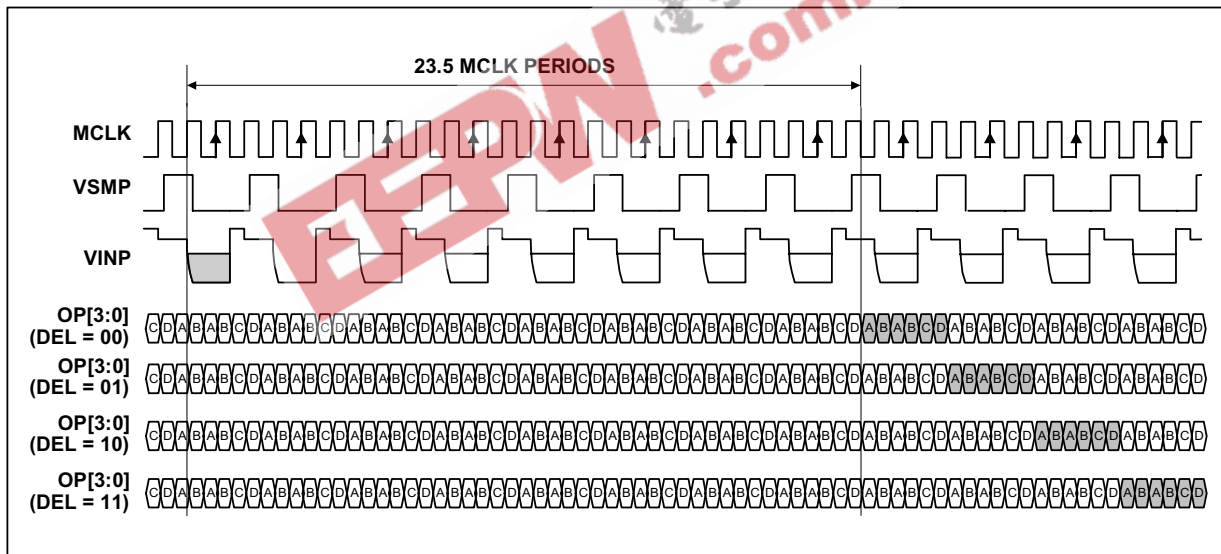 EEPW .com
23.5 MCLK PERIODS
MCLK
VSMP
VINP
OP[3:0]
(DEL = 00)
C D A B A B C D A B A B C D A B A B C D A B A B C D A B A B C D A B A B C D A B A B C D A B A B C D A B A B C D A B A B C D A B A B C D A B A B C D
OP[3:0]
(DEL = 01)
C D A B A B C D A B A B C D A B A B C D A B A B C D A B A B C D A B A B C D A B A B C D A B A B C D A B A B C D A B A B C D A B A B C D A B A B C D
OP[3:0]
(DEL = 10)
C D A B A B C D A B A B C D A B A B C D A B A B C D A B A B C D A B A B C D A B A B C D A B A B C D A B A B C D A B A B C D A B A B C D A B A B C D
OP[3:0]
(DEL = 11)
C D A B A B C D A B A B C D A B A B C D A B A B C D A B A B C D A B A B C D A B A B C D A B A B C D A B A B C D A B A B C D A B A B C D A B A B C D